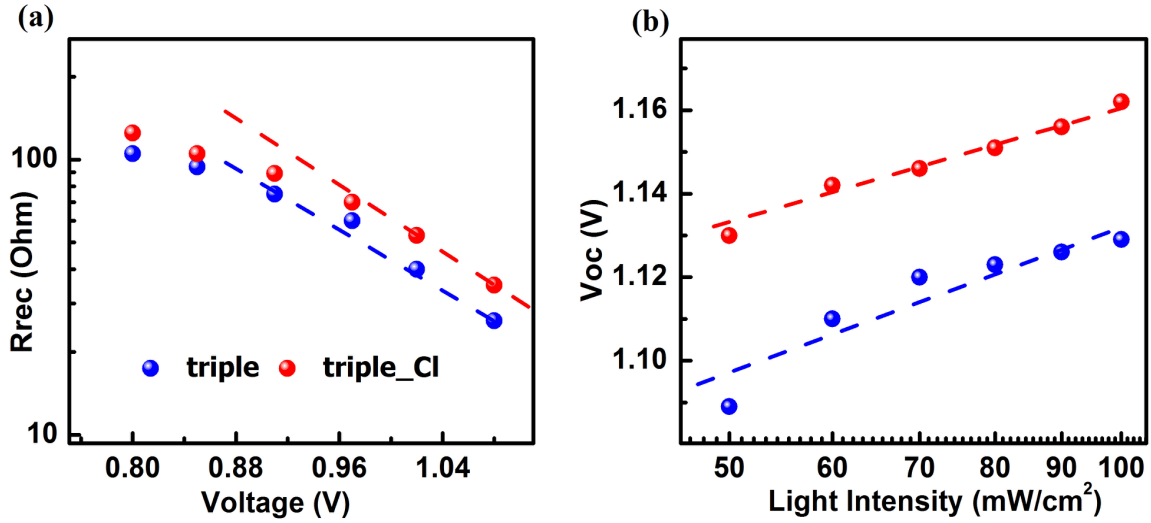 (a)
100
10
Rrec (Ohm)
triple
triple_Cl
0.80 0.88 0.96 1.04
Voltage (V)
(b)
1.16
1.14
1.12
1.10
Voc (V)
50 60 70 80 90 100
Light Intensity (mW/cm²)